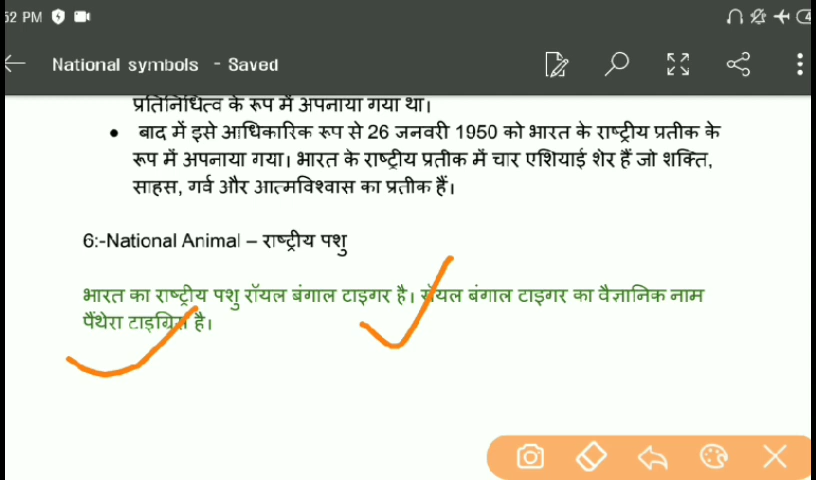 52 PM
National symbols - Saved
प्रतिनिधित्व के रूप में अपनाया गया था।
• बाद में इसे आधिकारिक रूप से 26 जनवरी 1950 को भारत के राष्ट्रीय प्रतीक के
रूप में अपनाया गया। भारत के राष्ट्रीय प्रतीक में चार एशियाई शेर हैं जो शक्ति,
साहस, गर्व और आत्मविश्वास का प्रतीक हैं।
6:-National Animal – राष्ट्रीय पशु
भारत का राष्ट्रीय पशु रॉयल बंगाल टाइगर है। रॉयल बंगाल टाइगर का वैज्ञानिक नाम
पैंथेरा टाइग्रिस है।